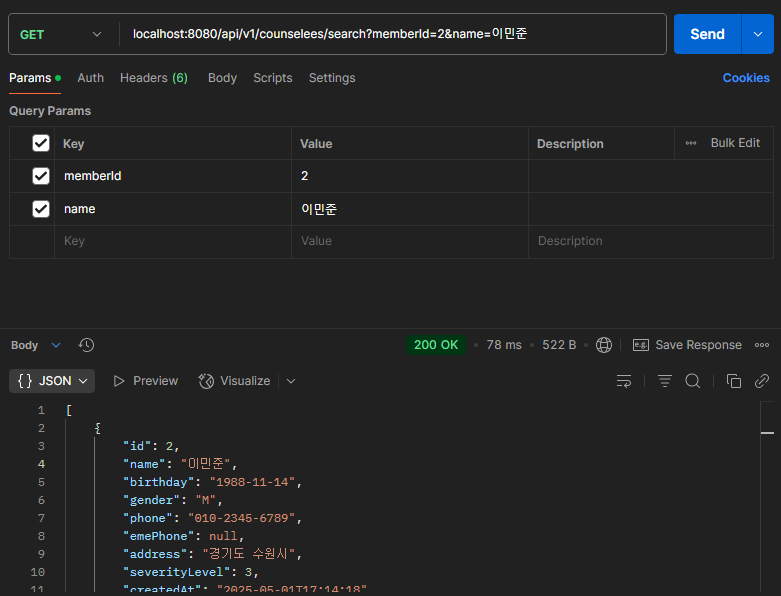 GET localhost:8080/api/v1/counselees/search?memberId=2&name=이민준 Send
Params Auth Headers (6) Body Scripts Settings Cookies
Query Params
Key Value Description Bulk Edit
memberId 2
name 이민준
Key Value Description
Body 200 OK 78 ms 522 B e.g. Save Response
{} JSON Preview Visualize
1 [
2 {
3 "id": 2,
4 "name": "이민준",
5 "birthday": "1988-11-14",
6 "gender": "M",
7 "phone": "010-2345-6789",
8 "emePhone": null,
9 "address": "경기도 수원시",
10 "severityLevel": 3,
11 "createdAt": "2025-05-01T17:14:18"